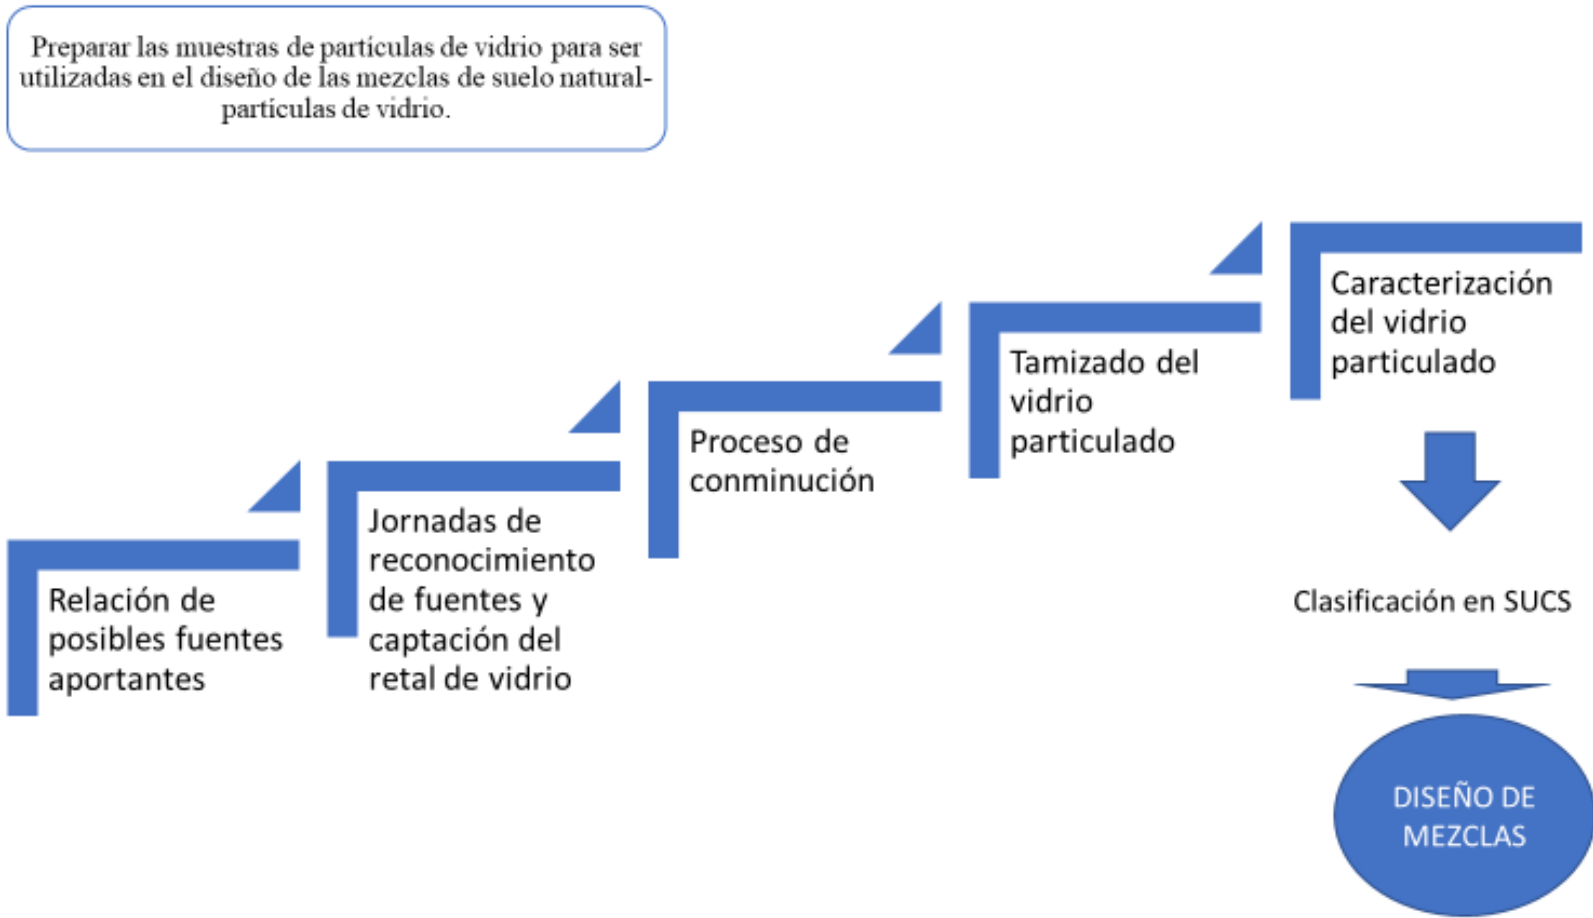 Preparar las muestras de partículas de vidrio para ser
utilizadas en el diseño de las mezclas de suelo natural-
partículas de vidrio.
Relación de
posibles fuentes
aportantes
Jornadas de
reconocimiento
de fuentes y
captación del
retal de vidrio
Proceso de
conminución
Tamizado del
vidrio
particulado
Caracterización
del vidrio
particulado
Clasificación en SUCS
DISEÑO DE
MEZCLAS